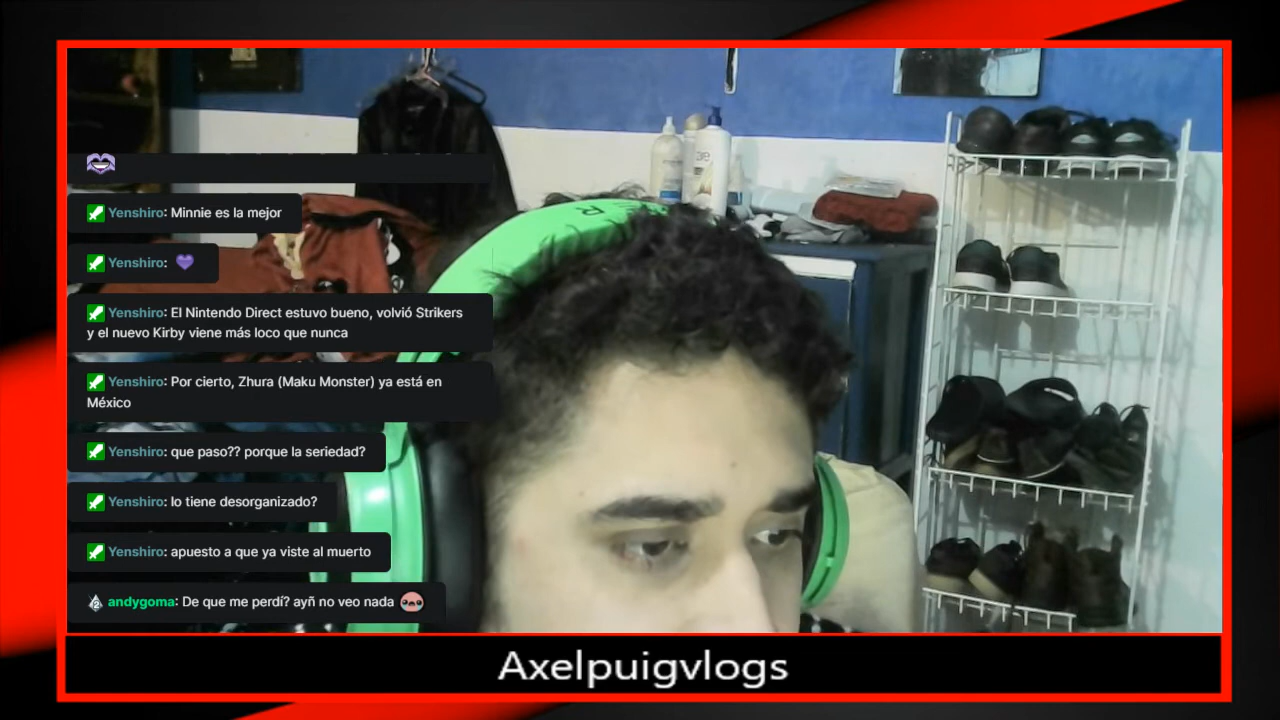 Yenshiro: Minnie es la mejor
Yenshiro:
Yenshiro: El Nintendo Direct estuvo bueno, volvió Strikers
y el nuevo Kirby viene más loco que nunca
Yenshiro: Por cierto, Zhura (Maku Monster) ya está en
México
Yenshiro: que paso?? porque la seriedad?
Yenshiro: lo tiene desorganizado?
Yenshiro: apuesto a que ya viste al muerto
andygoma: De que me perdí? ayñ no veo nada
Axelpuigvlogs